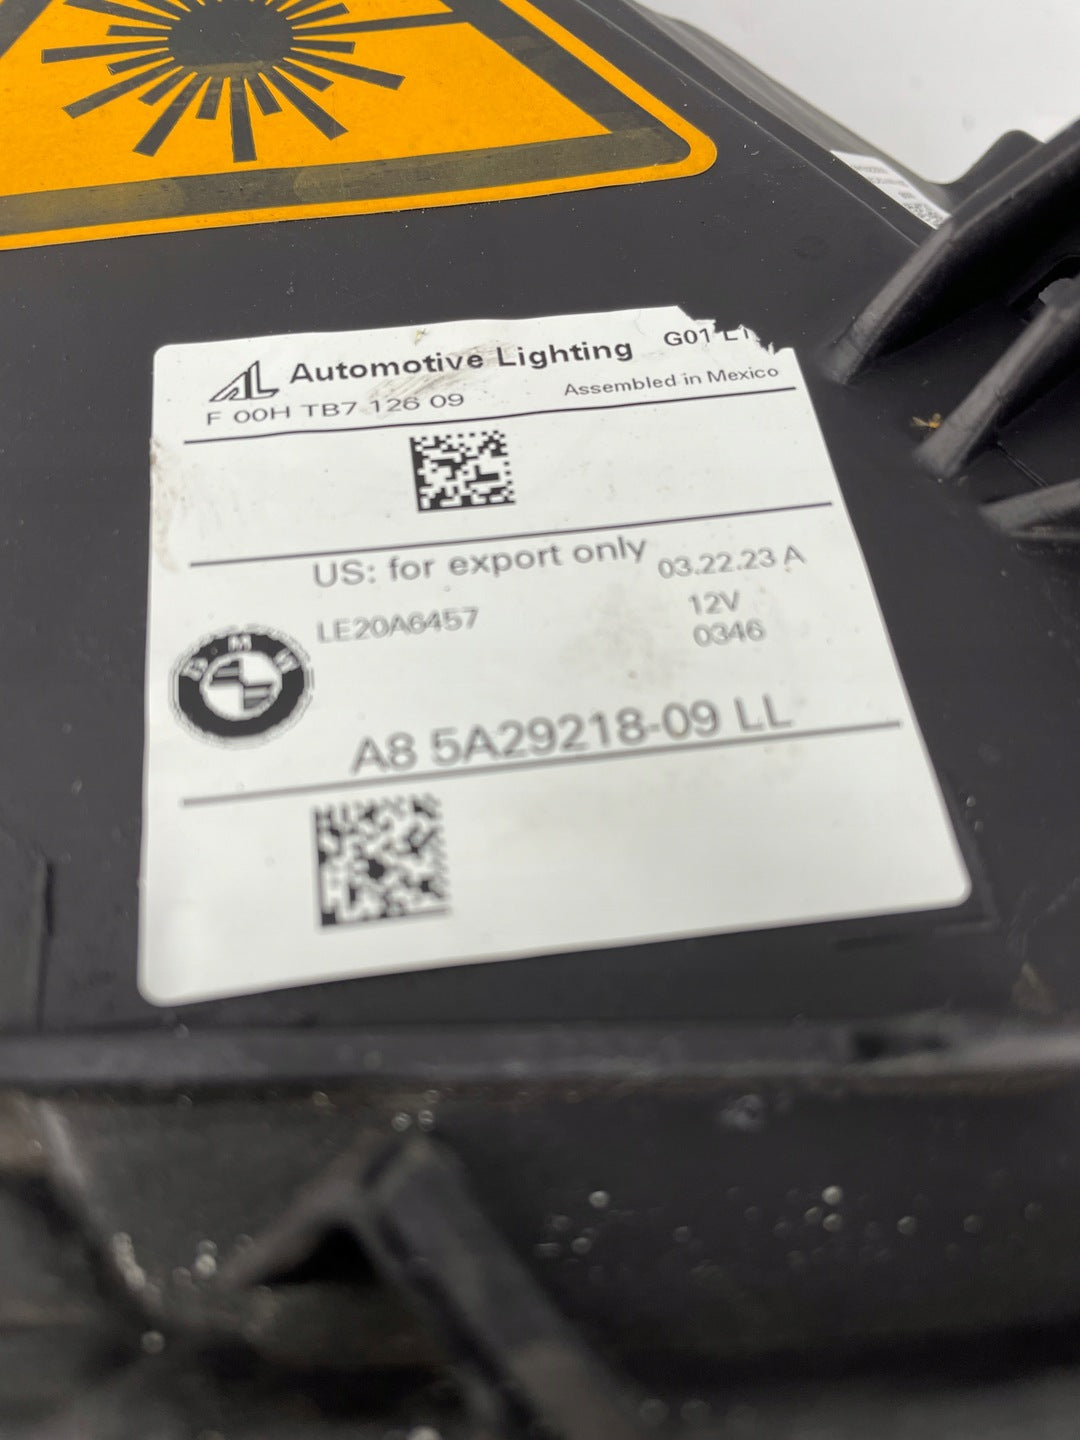 Automotive Lighting
G01
F 00H TB7 126 09
Assembled in Mexico
US: for export only
03.22.23 A
LE20A6457
12V
0346
BMW
A8 5A29218-09 LL